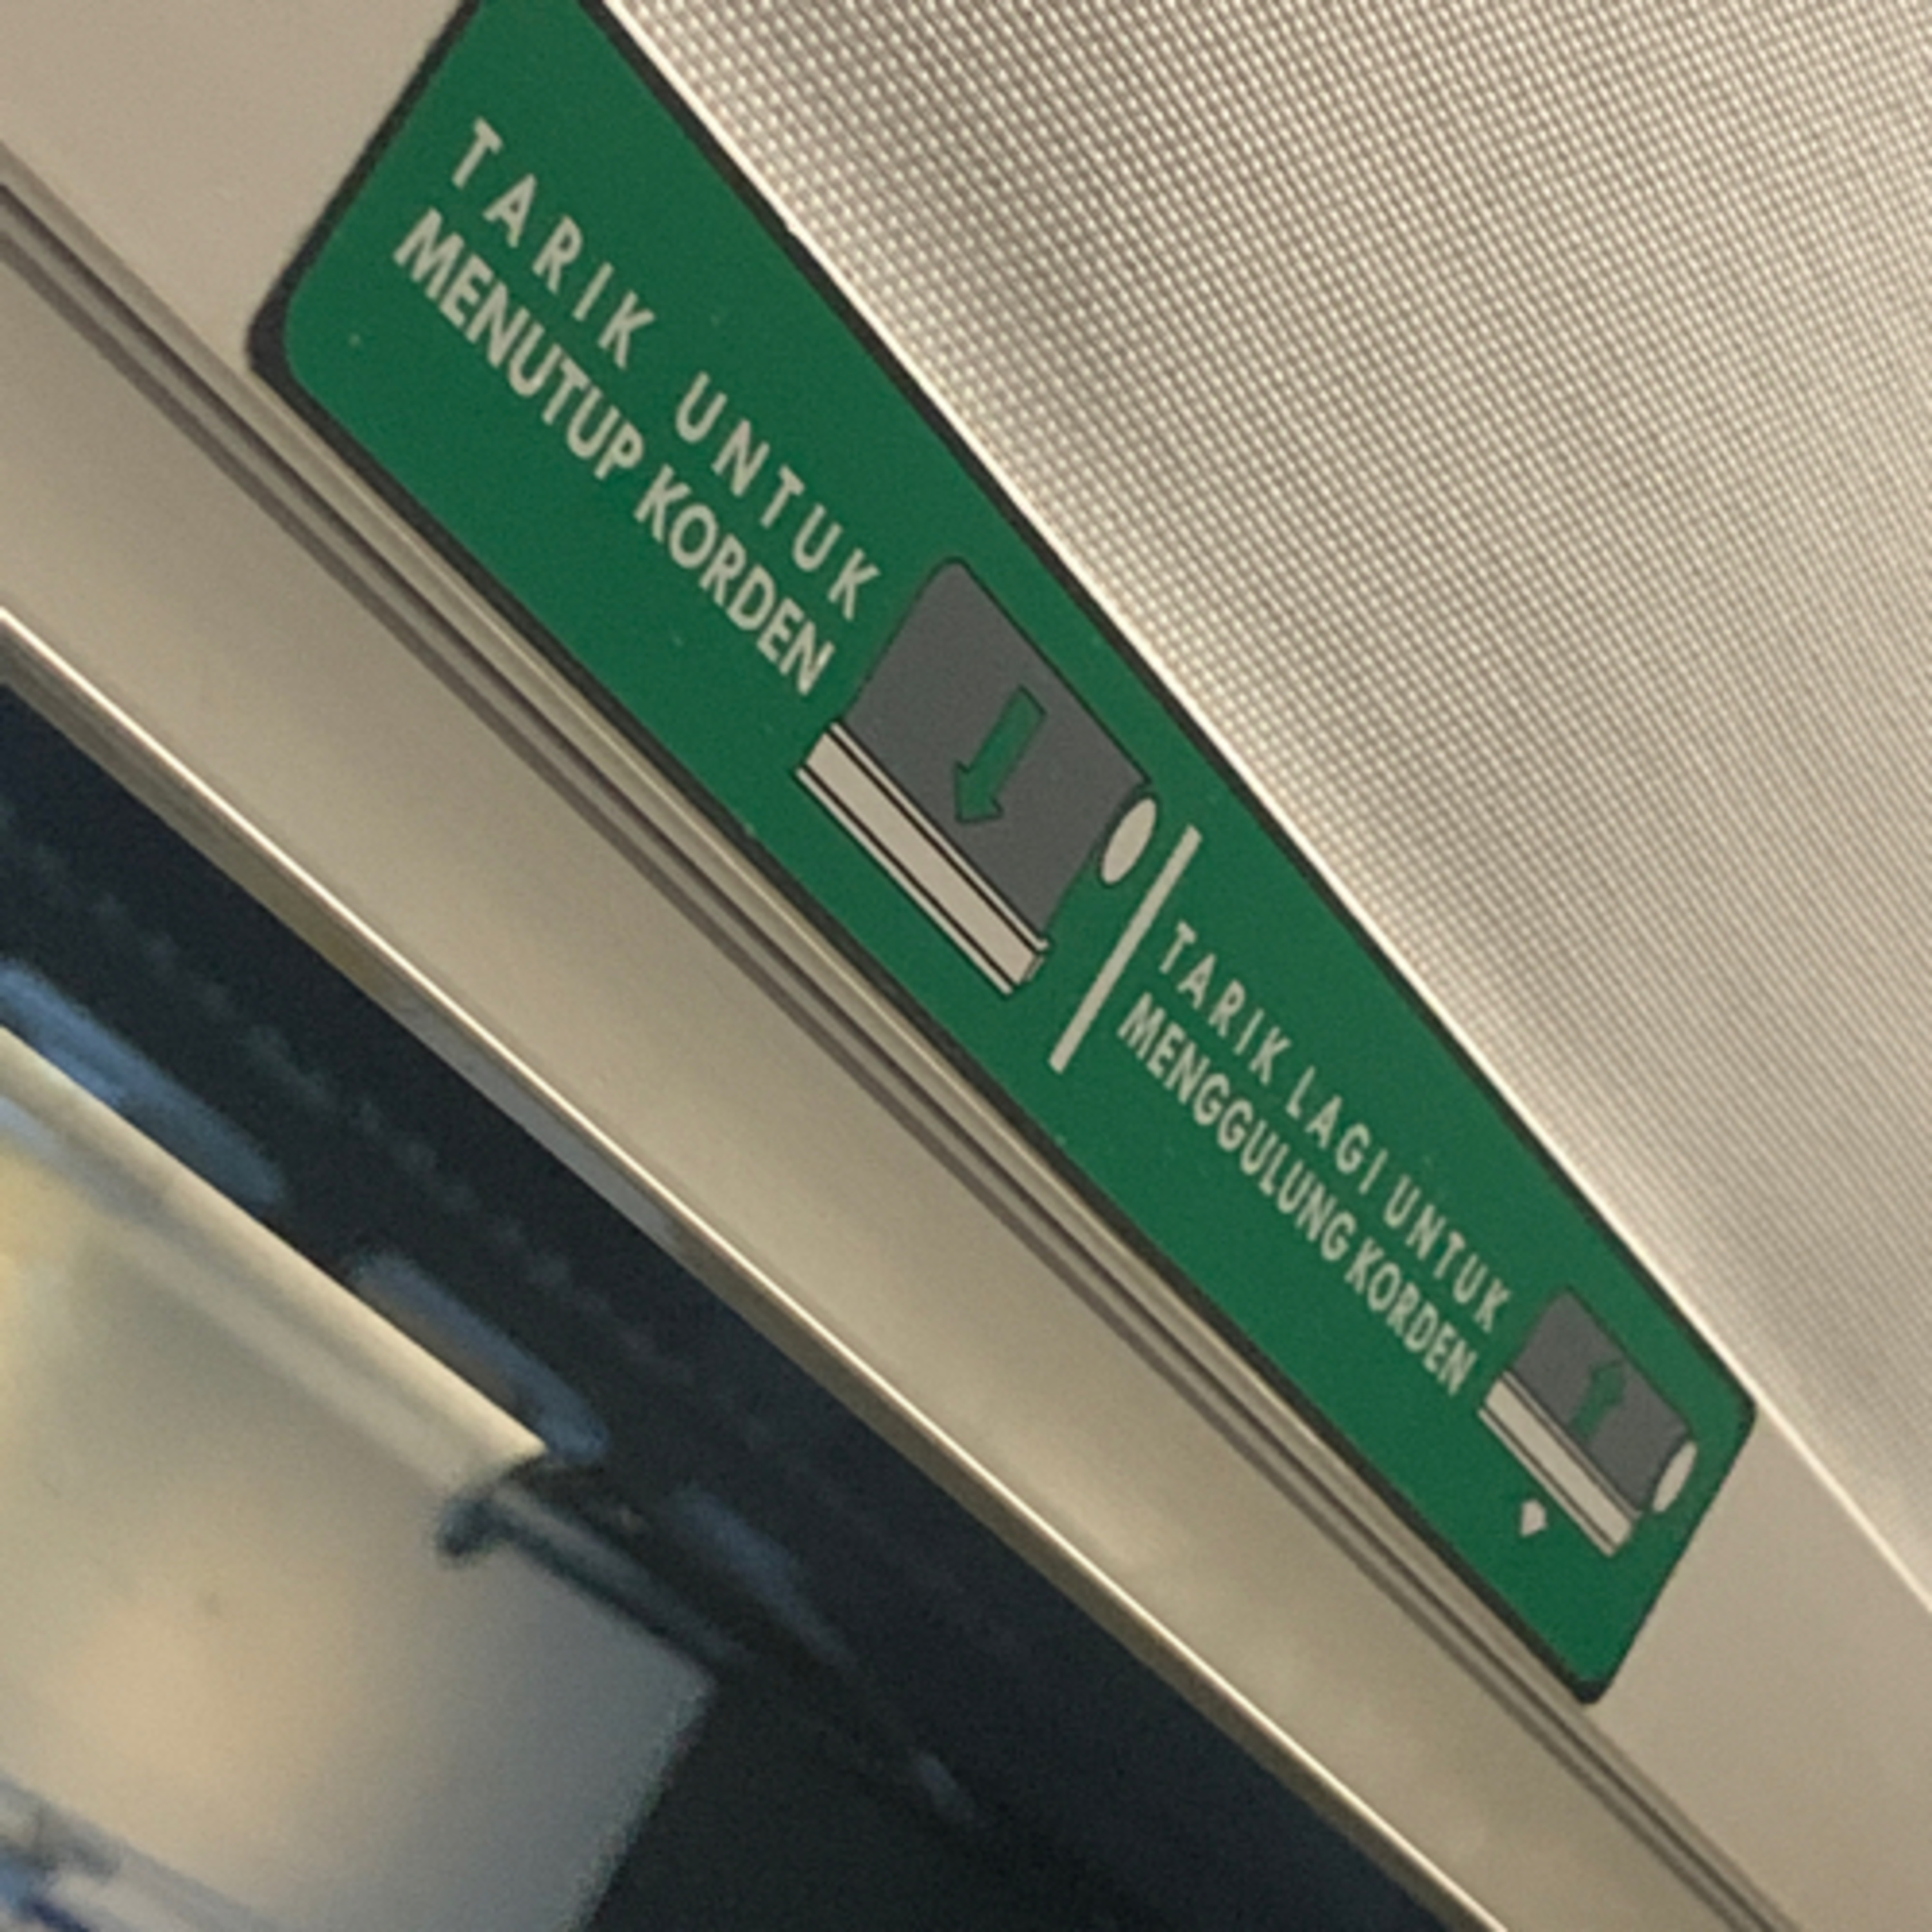 TARIK UNTUK
MENUTUP KORDEN
TARIK LAGI UNTUK
MENGGULUNG KORDEN